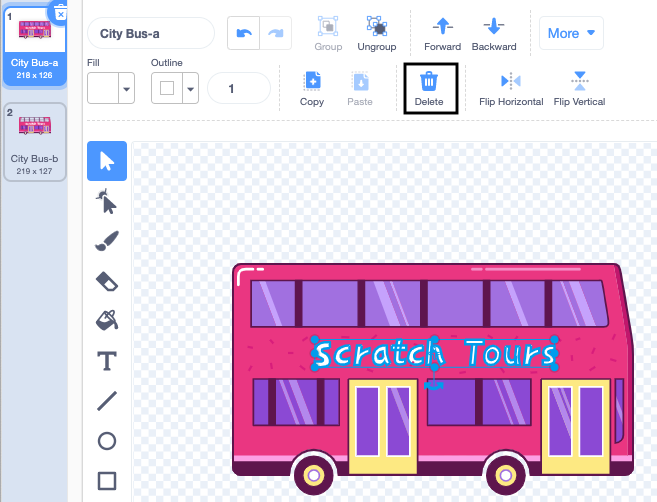 1
City Bus-a
218 x 126
2
City Bus-b
219 x 127
City Bus-a
Group
Ungroup
Forward
Backward
More
Fill
Outline
1
Copy
Paste
Delete
Flip Horizontal
Flip Vertical
T
Scratch Tours